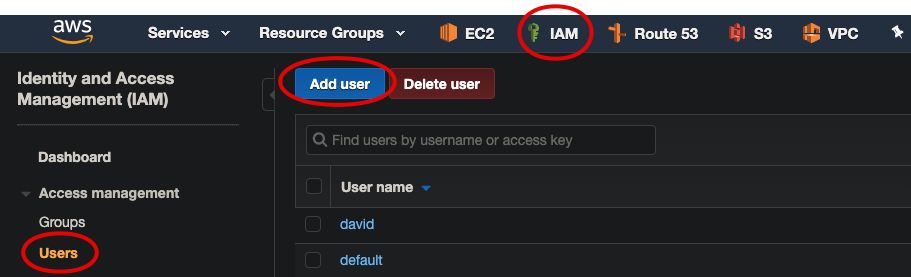 aws Services Resource Groups EC2 IAM Route 53 S3 VPC
Identity and Access
Management (IAM)
Dashboard
Access management
Groups
Users
Add user Delete user
Find users by username or access key
User name
david
default